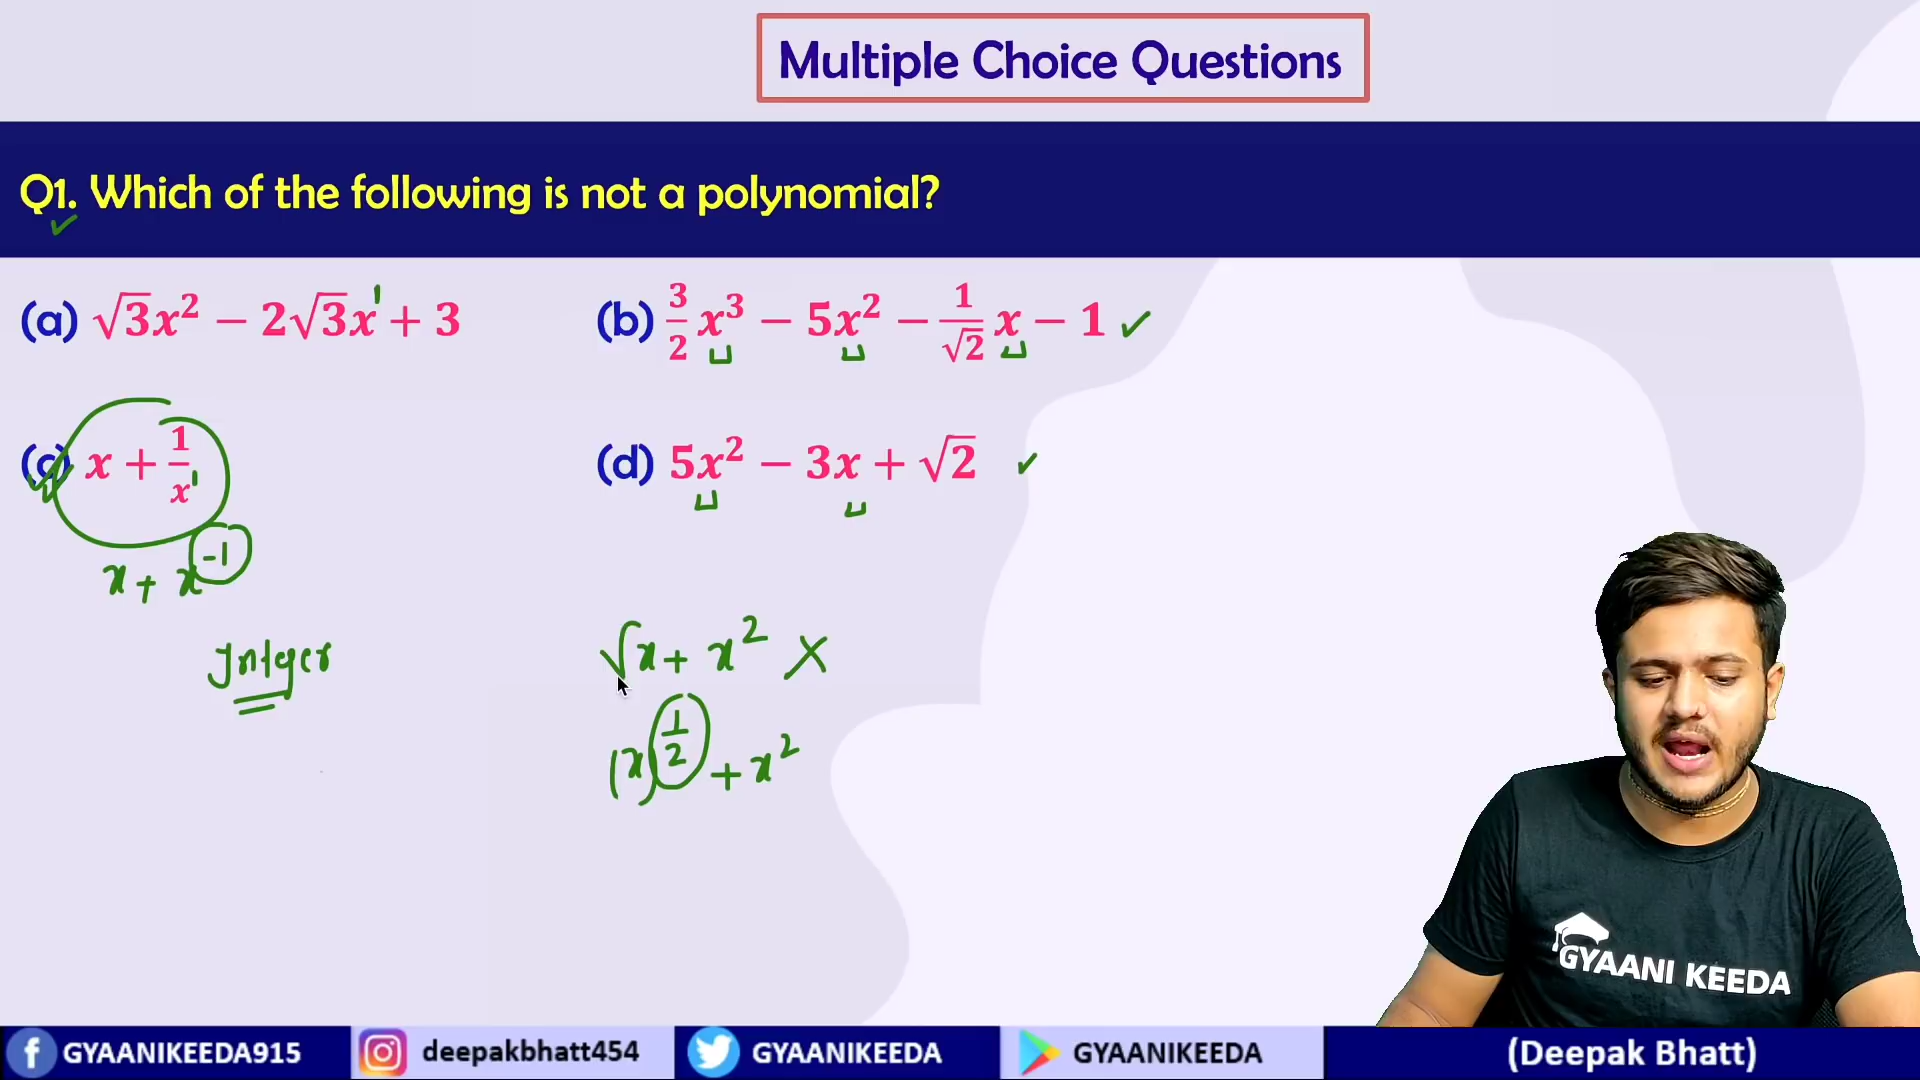 Multiple Choice Questions
Q1. Which of the following is not a polynomial?
(a) √3x² − 2√3x¹ + 3
(b) 3/2 x³ − 5x² − 1/√2 x − 1
(c) x + 1/x¹
(d) 5x² − 3x + √2
x + x⁻¹
Integer
√x + x²
(x)^1/2 + x²
GYAANI KEEDA
GYAANIKEEDA915
deepakbhatt454
GYAANIKEEDA
GYAANIKEEDA
(Deepak Bhatt)